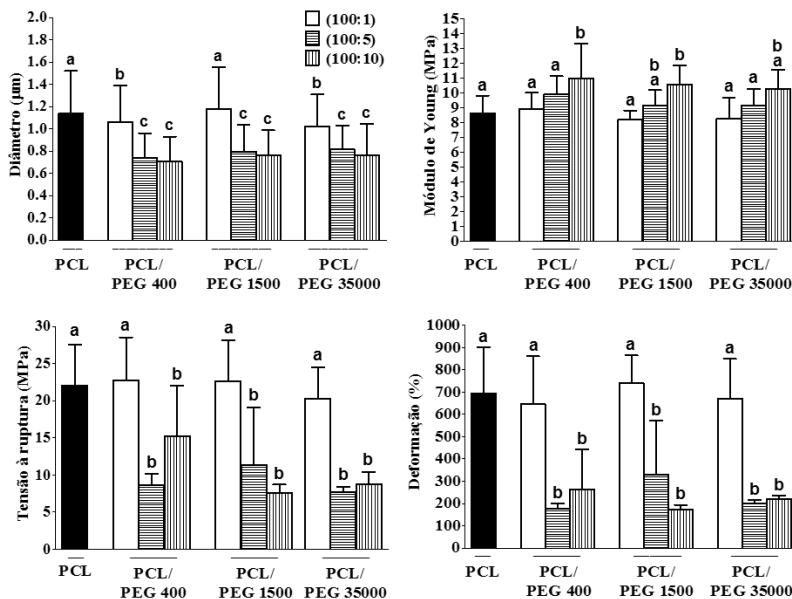 Diâmetro (µm)
2.0
1.8
1.6
1.4
1.2
1.0
0.8
0.6
0.4
0.2
0.0
(100:1)
(100:5)
(100:10)
a
b
c
c
a
c
c
b
c
c
PCL
PCL/
PEG 400
PCL/
PEG 1500
PCL/
PEG 35000
Módulo de Young (MPa)
15
14
13
12
11
10
9
8
7
6
5
4
3
2
1
0
a
a
a
b
a
b
a
b
a
a
b
a
PCL
PCL/
PEG 400
PCL/
PEG 1500
PCL/
PEG 35000
Tensão à ruptura (MPa)
30
25
20
15
10
5
0
a
a
b
b
a
b
b
a
b
b
PCL
PCL/
PEG 400
PCL/
PEG 1500
PCL/
PEG 35000
Deformação (%)
1000
900
800
700
600
500
400
300
200
100
0
a
a
b
b
a
b
b
a
b
b
PCL
PCL/
PEG 400
PCL/
PEG 1500
PCL/
PEG 35000